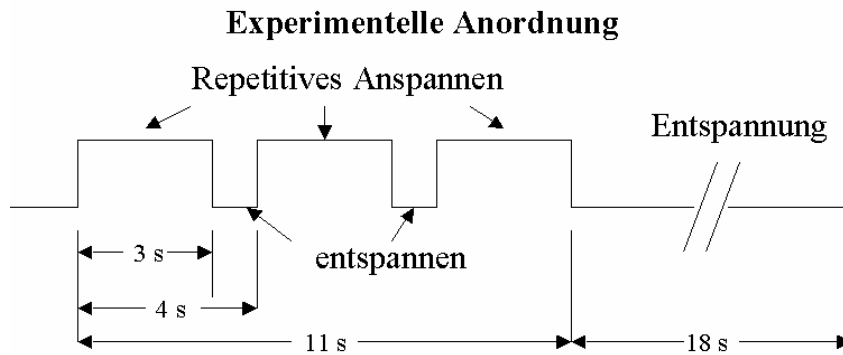 Experimentelle Anordnung
Repetitives Anspannen
Entspannung
entspannen
3 s
4 s
11 s
18 s